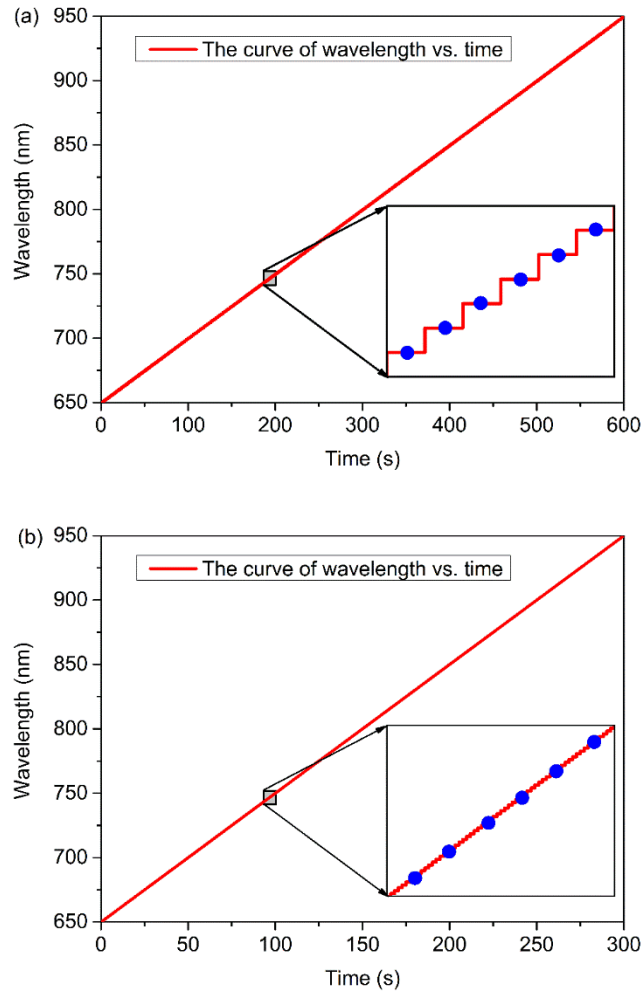 (a)
950
The curve of wavelength vs. time
900
850
800
750
700
650
Wavelength (nm)
0 100 200 300 400 500 600
Time (s)
(b)
950
The curve of wavelength vs. time
900
850
800
750
700
650
Wavelength (nm)
0 50 100 150 200 250 300
Time (s)